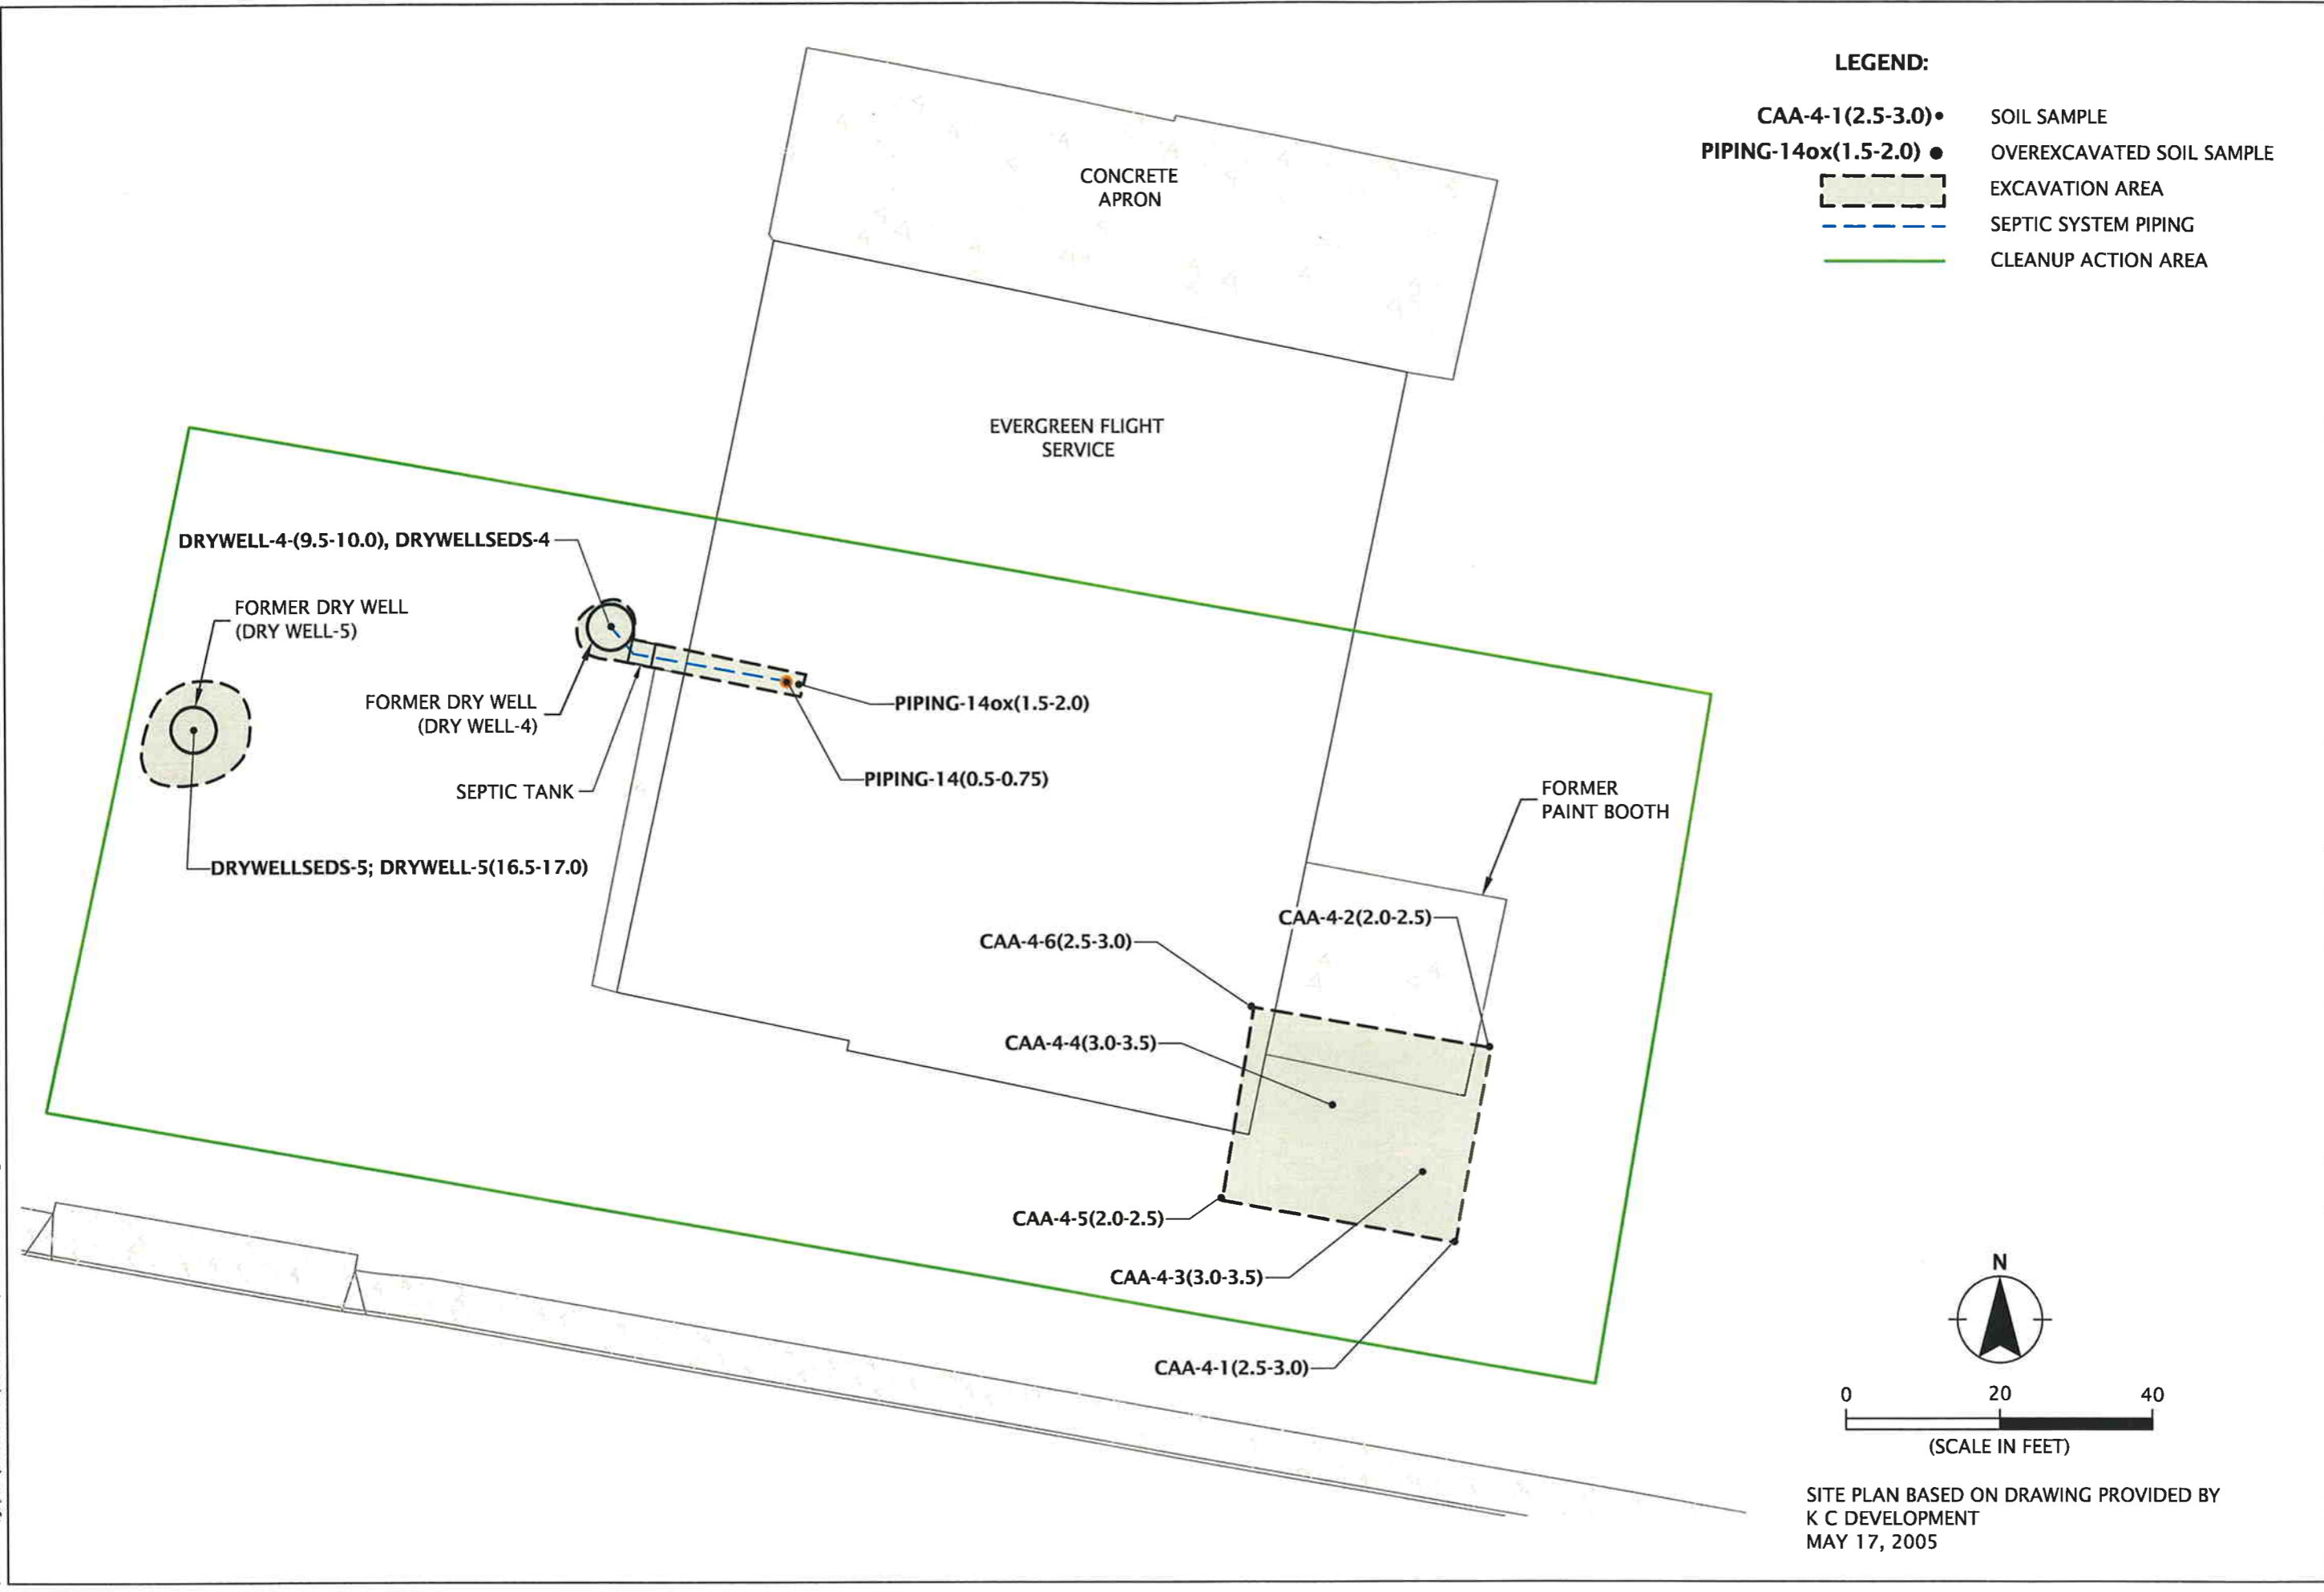 LEGEND:
CAA-4-1(2.5-3.0) SOIL SAMPLE
PIPING-14ox(1.5-2.0) OVEREXCAVATED SOIL SAMPLE
EXCAVATION AREA
SEPTIC SYSTEM PIPING
CLEANUP ACTION AREA
CONCRETE
APRON
EVERGREEN FLIGHT
SERVICE
DRYWELL-4-(9.5-10.0), DRYWELLSEDS-4
FORMER DRY WELL
(DRY WELL-5)
FORMER DRY WELL
(DRY WELL-4)
PIPING-14ox(1.5-2.0)
PIPING-14(0.5-0.75)
SEPTIC TANK
FORMER
PAINT BOOTH
DRYWELLSEDS-5; DRYWELL-5(16.5-17.0)
CAA-4-2(2.0-2.5)
CAA-4-6(2.5-3.0)
CAA-4-4(3.0-3.5)
CAA-4-5(2.0-2.5)
CAA-4-3(3.0-3.5)
CAA-4-1(2.5-3.0)
N
0 20 40
(SCALE IN FEET)
SITE PLAN BASED ON DRAWING PROVIDED BY
K C DEVELOPMENT
MAY 17, 2005